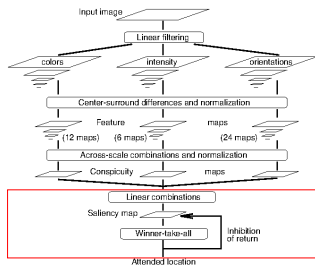 Input image
Linear filtering
colors intensity orientations
Center-surround differences and normalization
Feature maps
(12 maps) (6 maps) (24 maps)
Across-scale combinations and normalization
Conspicuity maps
Linear combinations
Saliency map
Winner-take-all
Inhibition
of return
Attended location